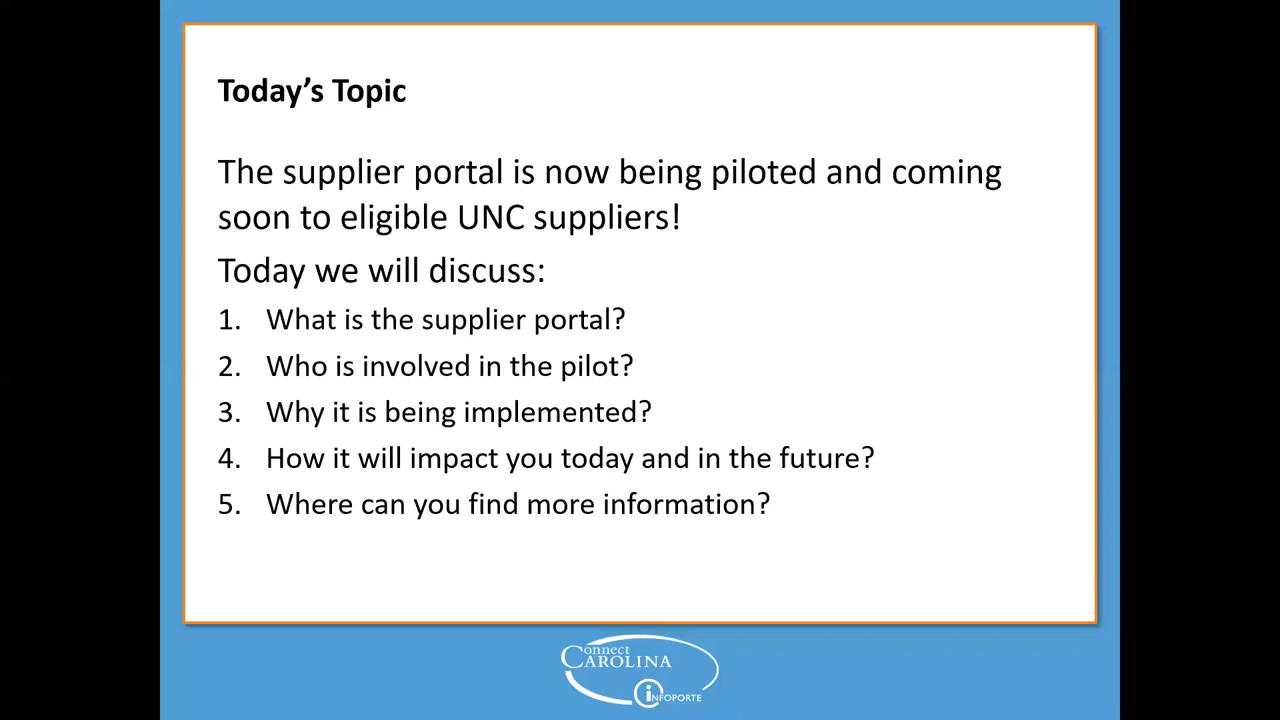 Today’s Topic
The supplier portal is now being piloted and coming
soon to eligible UNC suppliers!
Today we will discuss:
1. What is the supplier portal?
2. Who is involved in the pilot?
3. Why it is being implemented?
4. How it will impact you today and in the future?
5. Where can you find more information?
Connect
CAROLINA
iNFOPORTE